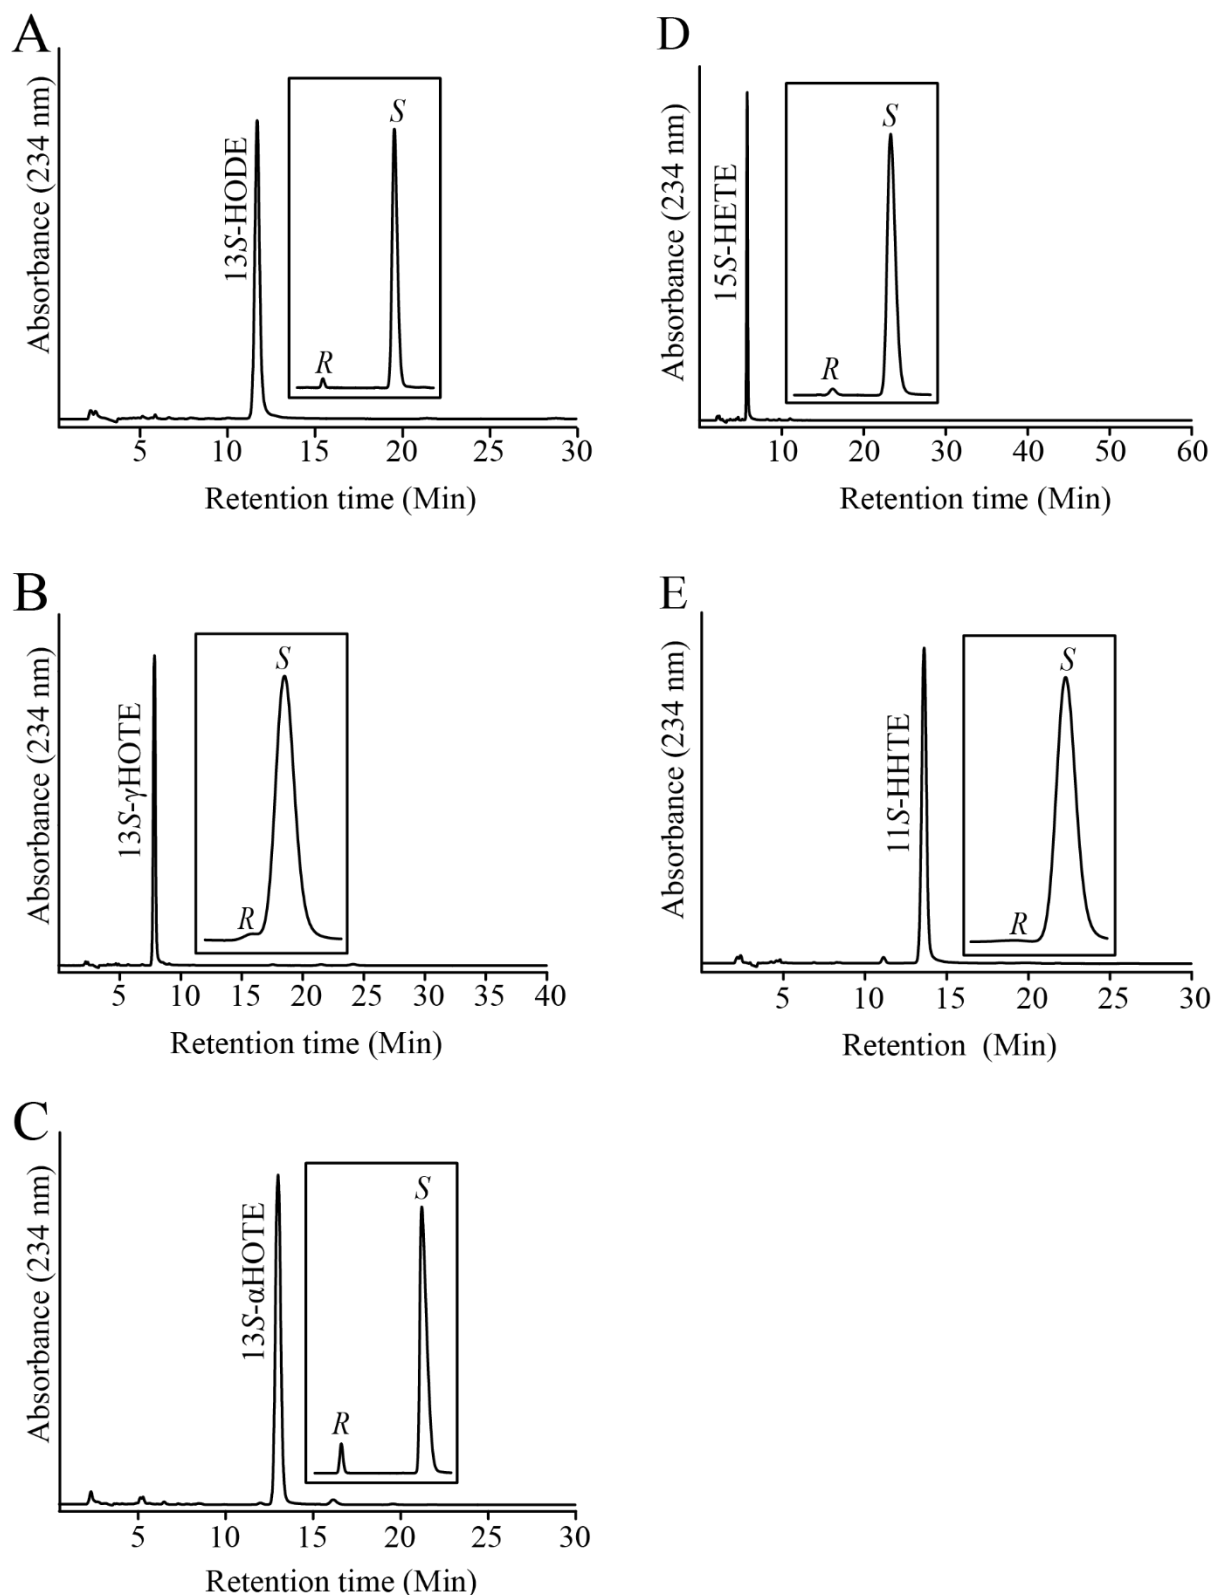 A
Absorbance (234 nm)
13S-HODE
R
S
5 10 15 20 25 30
Retention time (Min)
D
Absorbance (234 nm)
15S-HETE
R
S
10 20 30 40 50 60
Retention time (Min)
B
Absorbance (234 nm)
13S-γHOTE
R
S
5 10 15 20 25 30 35 40
Retention time (Min)
E
Absorbance (234 nm)
11S-HHTE
R
S
5 10 15 20 25 30
Retention (Min)
C
Absorbance (234 nm)
13S-αHOTE
R
S
5 10 15 20 25 30
Retention time (Min)